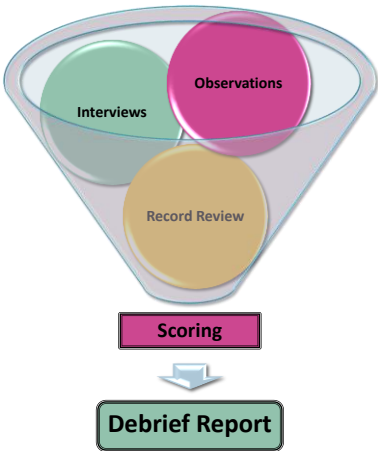 Observations
Interviews
Record Review
Scoring
Debrief Report